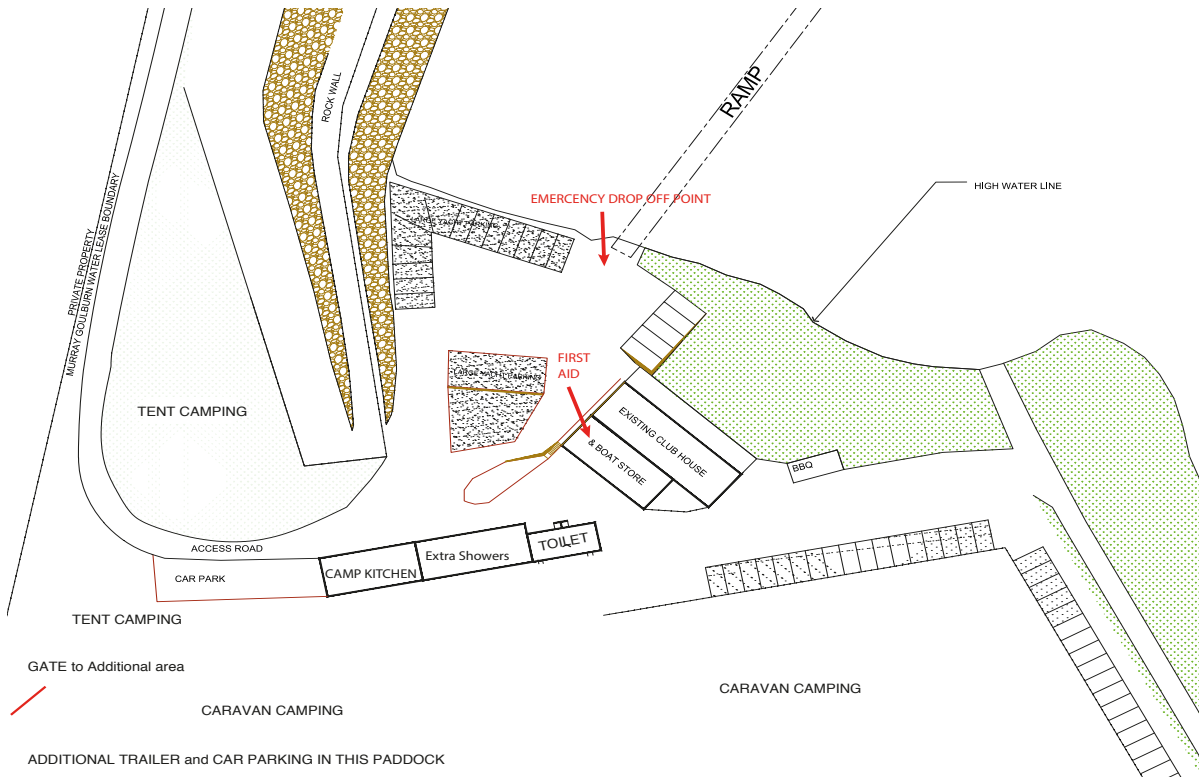 ROCK WALL
RAMP
HIGH WATER LINE
EMERGENCY DROP OFF POINT
PRIVATE PROPERTY
MURRAY GOULBURN WATER LEASE BOUNDARY
FIRST
AID
TENT CAMPING
EXISTING CLUB HOUSE
& BOAT STORE
BBQ
ACCESS ROAD
CAR PARK
CAMP KITCHEN
Extra Showers
TOILET
TENT CAMPING
GATE to Additional area
CARAVAN CAMPING
CARAVAN CAMPING
ADDITIONAL TRAILER and CAR PARKING IN THIS PADDOCK